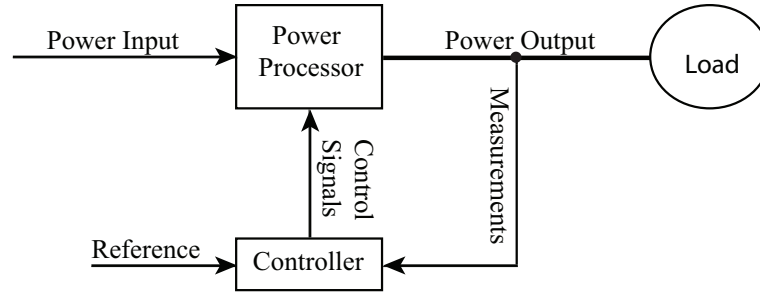 Power Input
Power
Processor
Power Output
Load
Measurements
Control
Signals
Reference
Controller